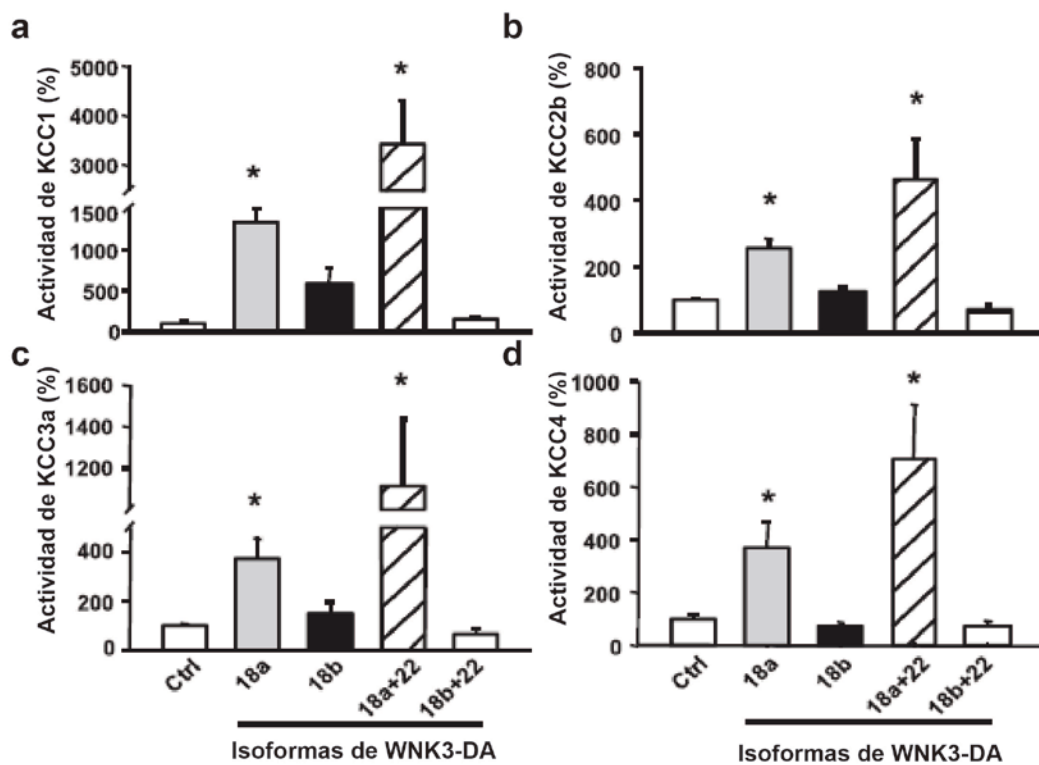 a
Actividad de KCC1 (%)
5000
4000
3000
1500
1000
500
0
*
*
b
Actividad de KCC2b (%)
800
600
400
200
0
*
*
c
Actividad de KCC3a (%)
1600
1400
1200
400
200
0
*
*
Ctrl
18a
18b
18a+22
18b+22
Isoformas de WNK3-DA
d
Actividad de KCC4 (%)
1000
800
600
400
200
0
*
*
Ctrl
18a
18b
18a+22
18b+22
Isoformas de WNK3-DA